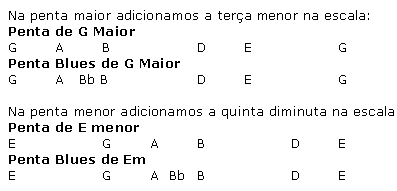 Na penta maior adicionamos a terça menor na escala:
Penta de G Maior
G A B D E G
Penta Blues de G Maior
G A Bb B D E G
Na penta menor adicionamos a quinta diminuta na escala
Penta de E menor
E G A B D E
Penta Blues de Em
E G A Bb B D E